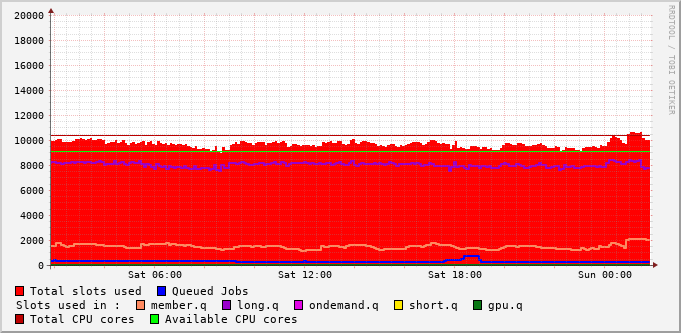 RRDTOOL / TOBI OETIKER
20000
18000
16000
14000
12000
10000
8000
6000
4000
2000
0
Sat 06:00 Sat 12:00 Sat 18:00 Sun 00:00
Total slots used Queued Jobs
Slots used in : member.q long.q ondemand.q short.q gpu.q
Total CPU cores Available CPU cores